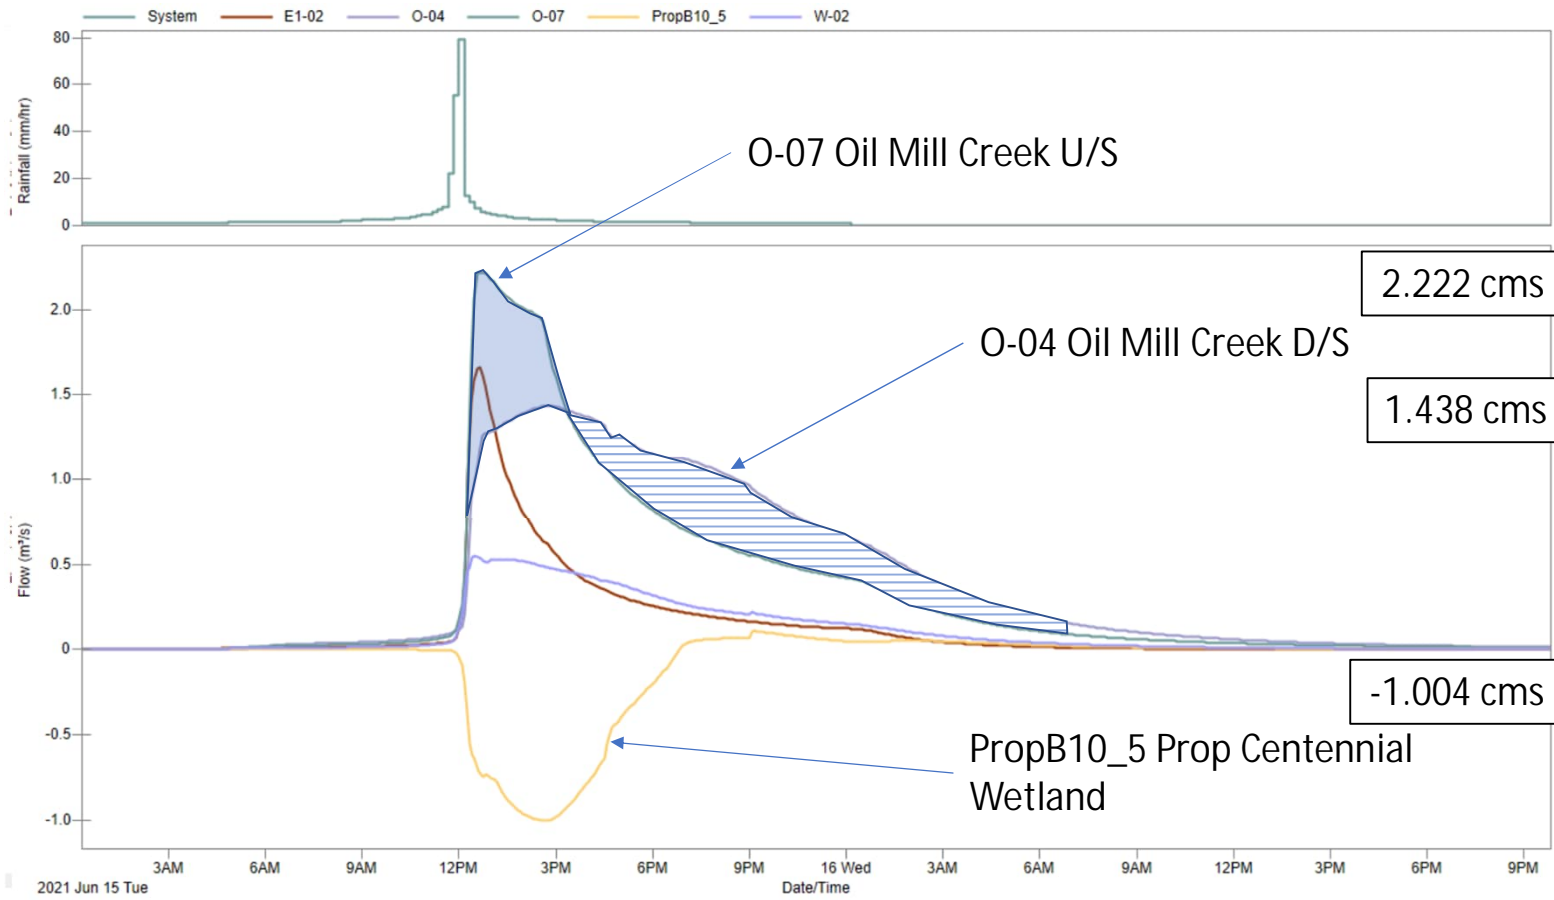 System E1-02 O-04 O-07 PropB10_5 W-02
80
60
40
20
0
Rainfall (mm/hr)
O-07 Oil Mill Creek U/S
2.222 cms
O-04 Oil Mill Creek D/S
1.438 cms
2.0
1.5
1.0
0.5
0
-0.5
-1.0
Flow (m³/s)
-1.004 cms
PropB10_5 Prop Centennial
Wetland
3AM 6AM 9AM 12PM 3PM 6PM 9PM 16 Wed 3AM 6AM 9AM 12PM 3PM 6PM 9PM
2021 Jun 15 Tue
Date/Time